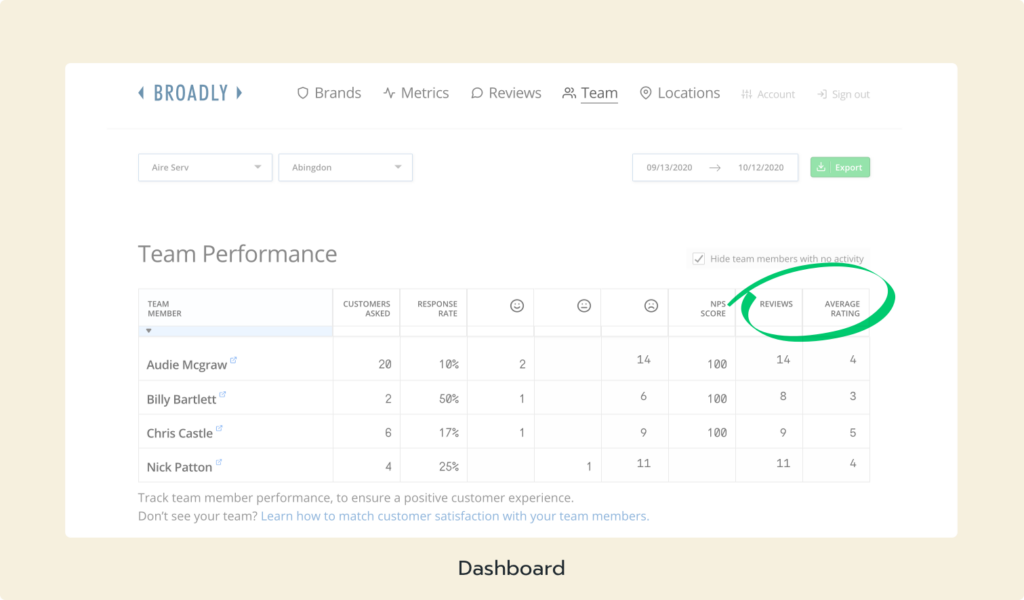 BROADLY
Brands Metrics Reviews Team Locations Account Sign out
Aire Serv Abingdon 09/13/2020 → 10/12/2020 Export
Team Performance
Hide team members with no activity
TEAM MEMBER CUSTOMERS ASKED RESPONSE RATE NPS SCORE REVIEWS AVERAGE RATING
Audie Mcgraw 20 10% 2 14 100 14 4
Billy Bartlett 2 50% 1 6 100 8 3
Chris Castle 6 17% 1 9 100 9 5
Nick Patton 4 25% 1 11 11 4
Track team member performance, to ensure a positive customer experience.
Don't see your team? Learn how to match customer satisfaction with your team members.
Dashboard